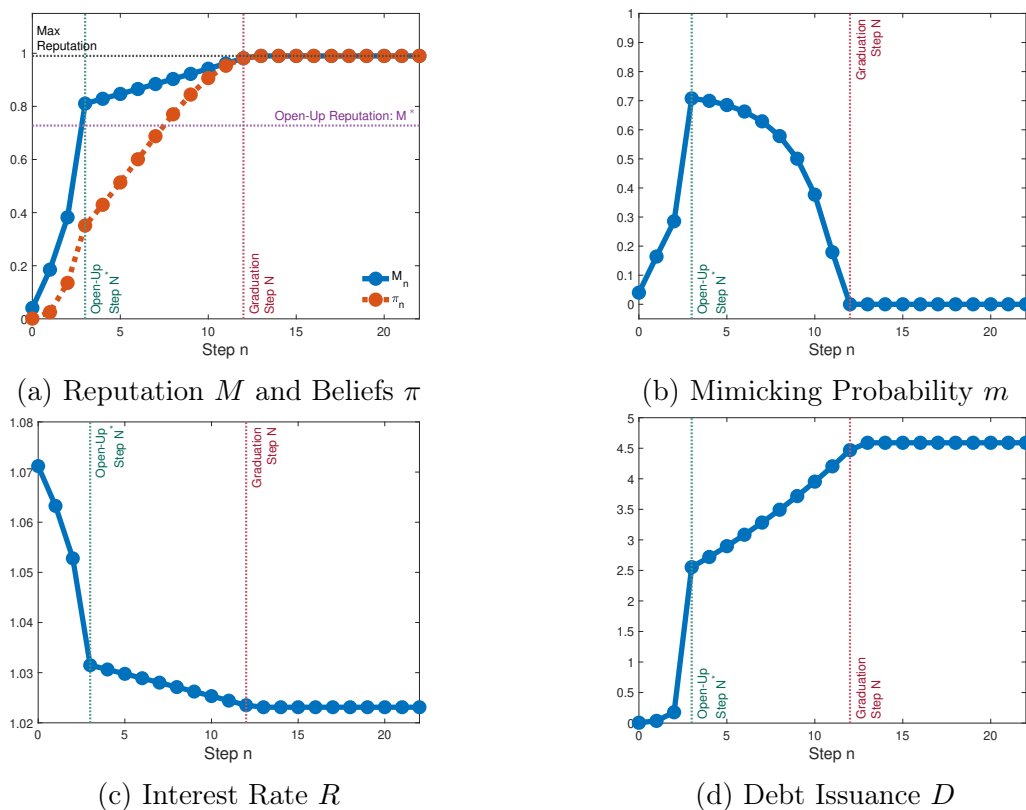 Max
Reputation
Open-Up Reputation: M*
Open-Up
Step N*
Graduation
Step N
M_n
π_n
0
0.2
0.4
0.6
0.8
1
0
5
10
15
20
Step n
(a) Reputation M and Beliefs π
Open-Up
Step N*
Graduation
Step N
0
0.1
0.2
0.3
0.4
0.5
0.6
0.7
0.8
0.9
1
0
5
10
15
20
Step n
(b) Mimicking Probability m
Open-Up
Step N*
Graduation
Step N
1.02
1.03
1.04
1.05
1.06
1.07
1.08
0
5
10
15
20
Step n
(c) Interest Rate R
Open-Up
Step N*
Graduation
Step N
0
0.5
1
1.5
2
2.5
3
3.5
4
4.5
5
0
5
10
15
20
Step n
(d) Debt Issuance D